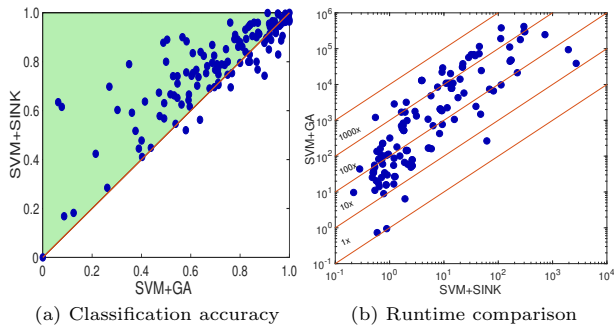 1.0
0.8
0.6
0.4
0.2
0
SVM+SINK
0
0.2
0.4
0.6
0.8
1.0
SVM+GA
(a) Classification accuracy
10^6
10^5
10^4
10^3
10^2
10^1
10^0
10^-1
SVM+GA
1000x
100x
10x
1x
10^-1
10^0
10^1
10^2
10^3
10^4
SVM+SINK
(b) Runtime comparison